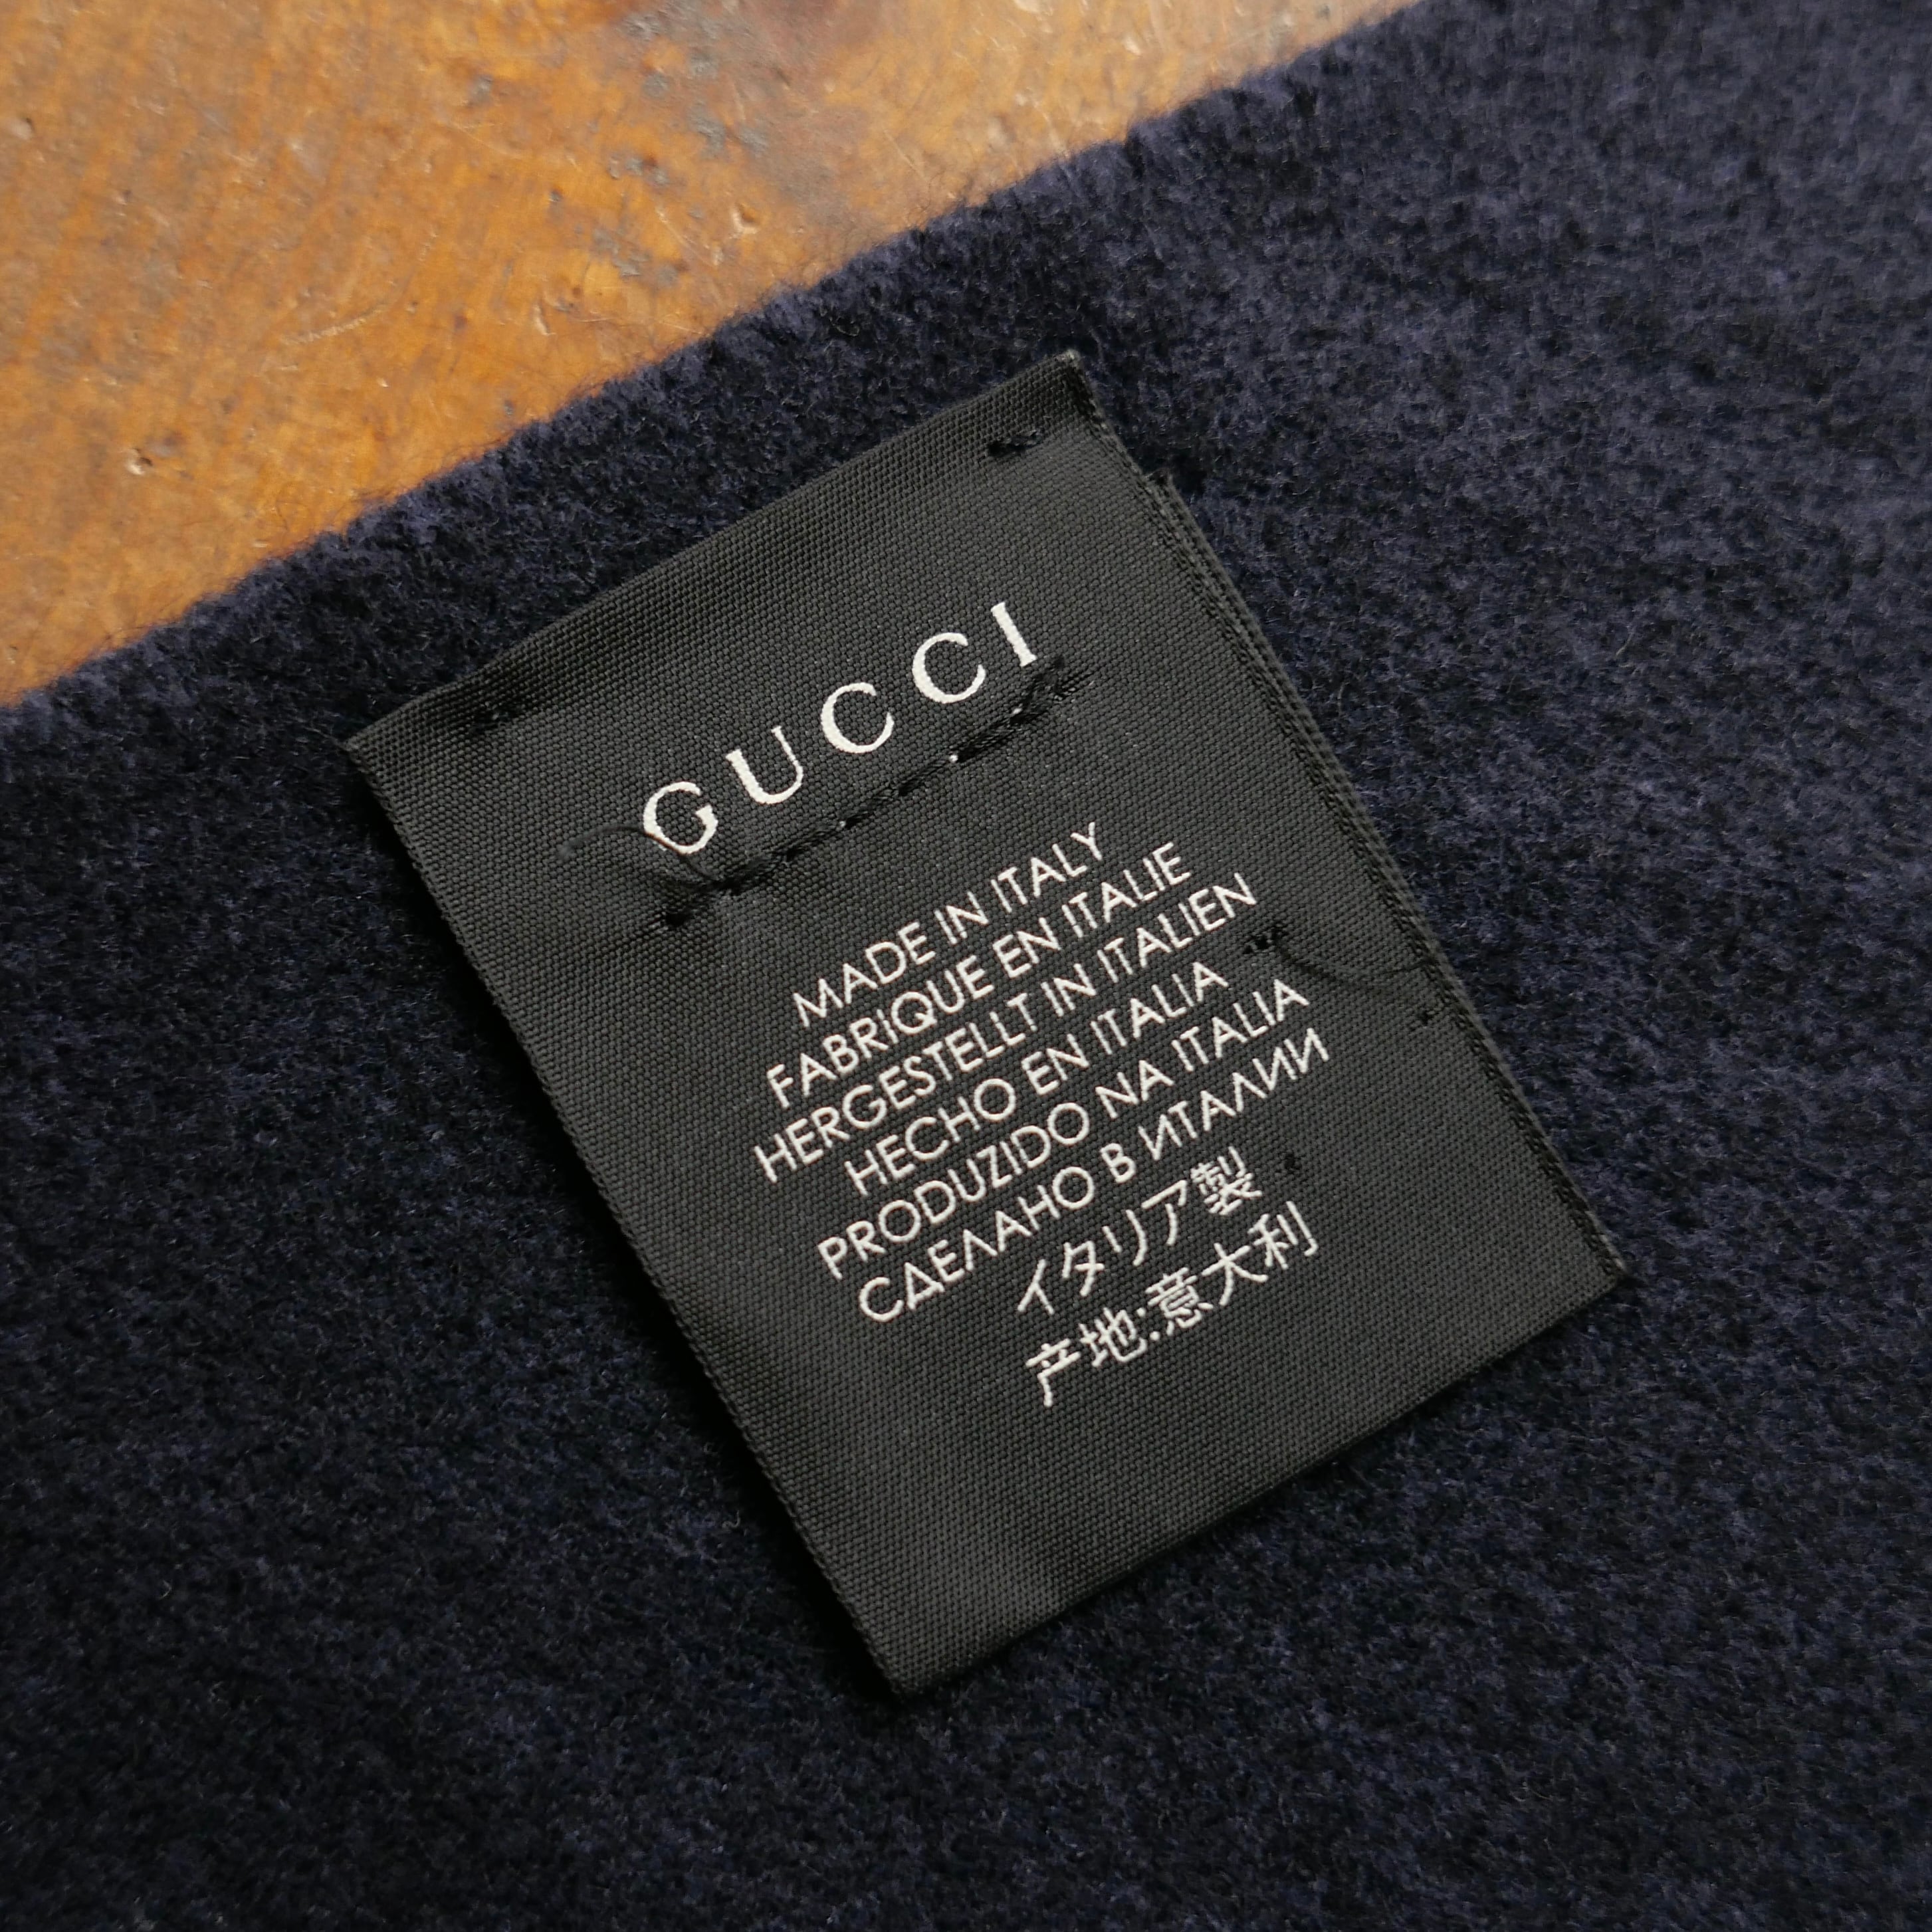 GUCCI
MADE IN ITALY
FABRIQUE EN ITALIE
HERGESTELLT IN ITALIEN
HECHO EN ITALIA
PRODUZIDO NA ITALIA
СДЕЛАНО В ИТАЛИИ
イタリア製
产地:意大利